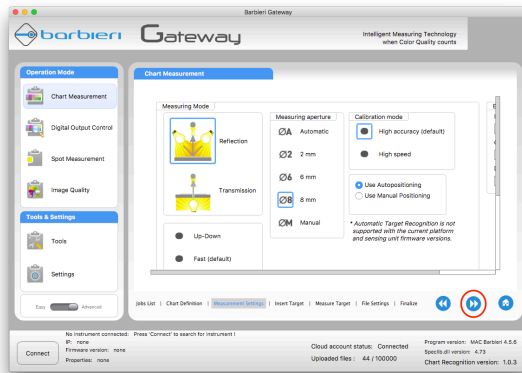 Barbieri Gateway
barbieri
Gateway
Intelligent Measuring Technology
when Color Quality counts
Operation Mode
Chart Measurement
Digital Output Control
Spot Measurement
Image Quality
Tools & Settings
Tools
Settings
Easy
Advanced
Chart Measurement
Measuring Mode
Reflection
Transmission
Up-Down
Fast (default)
Measuring aperture
ØA Automatic
Ø2 2 mm
Ø6 6 mm
Ø8 8 mm
ØM Manual
Calibration mode
High accuracy (default)
High speed
Use Autopositioning
Use Manual Positioning
* Automatic Target Recognition is not
supported with the current platform
and sensing unit firmware versions.
Jobs List | Chart Definition | Measurement Settings | Insert Target | Measure Target | File Settings | Finalize
Connect
No instrument connected: Press 'Connect' to search for instrument !
IP: none
Firmware version: none
Properties: none
Cloud account status: Connected
Uploaded files : 44 / 100000
Program version: MAC Barbieri 4.5.6
Speclib.dll version: 4.73
Chart Recognition version: 1.0.3